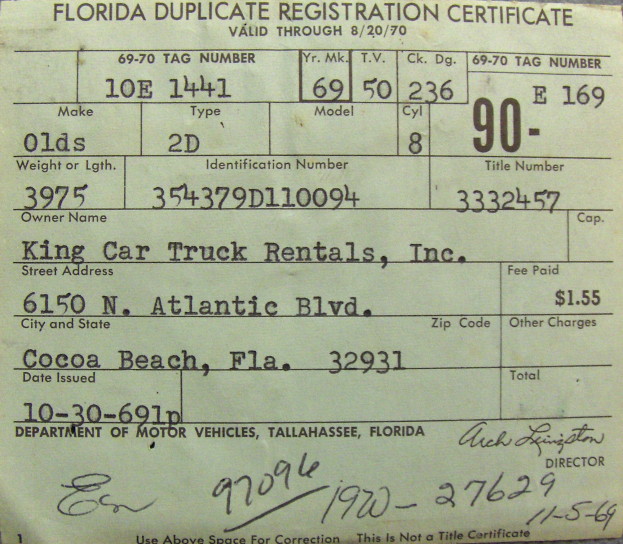 FLORIDA DUPLICATE REGISTRATION CERTIFICATE
VALID THROUGH 8/20/70
69-70 TAG NUMBER Yr. Mk. T.V. Ck. Dg. 69-70 TAG NUMBER
10E 1441 69 50 236 E 169
90-
Make Type Model Cyl
Olds 2D 8
Weight or Lgth. Identification Number Title Number
3975 354379D110094 3332457
Owner Name Cap.
King Car Truck Rentals, Inc.
Street Address Fee Paid
6150 N. Atlantic Blvd. $1.55
City and State Zip Code Other Charges
Cocoa Beach, Fla. 32931
Date Issued Total
10-30-691p
DEPARTMENT OF MOTOR VEHICLES, TALLAHASSEE, FLORIDA Arch Livingston
DIRECTOR
97096 1970- 27629
11-5-69
1 Use Above Space For Correction This Is Not a Title Certificate